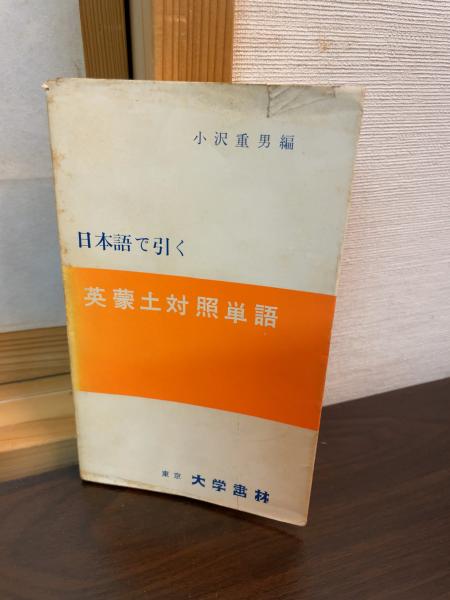 小沢重男編
日本語で引く
英蒙土対照単語
東京 大学書林